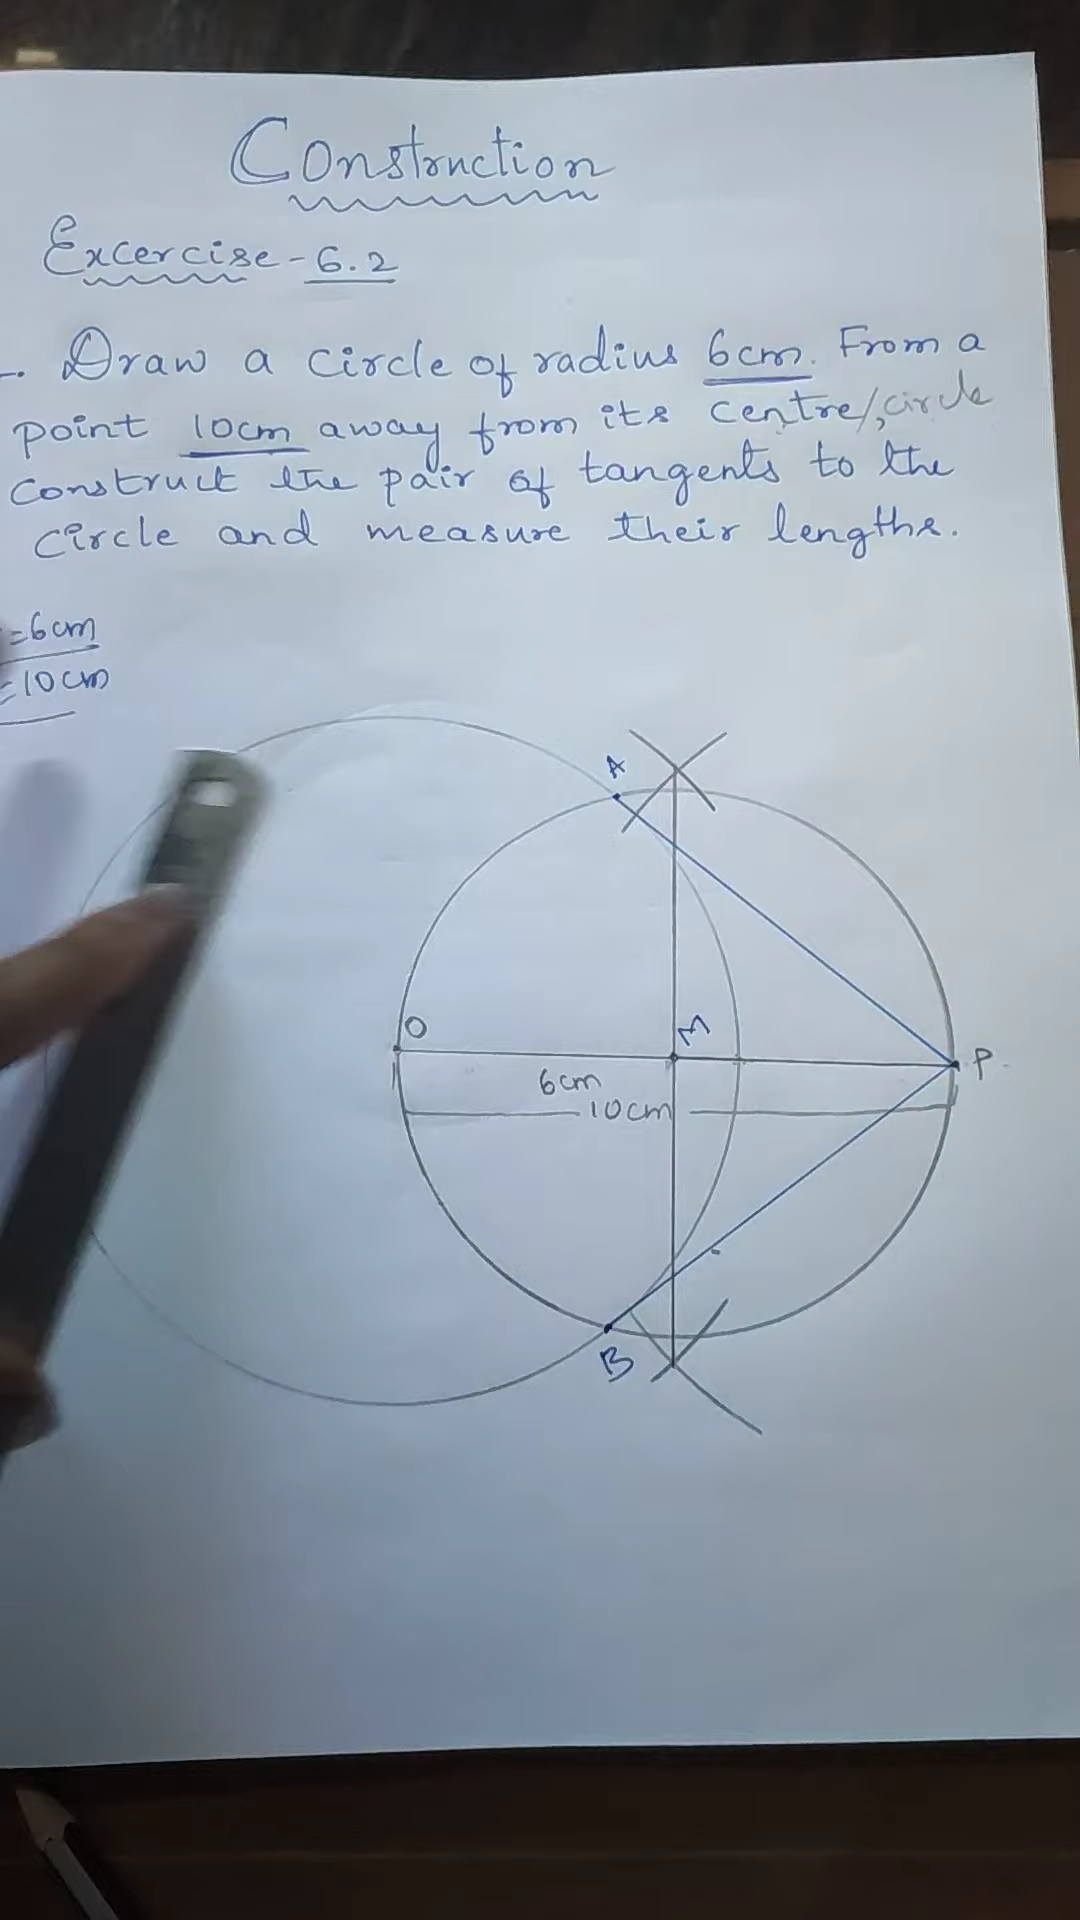 Construction
Excercise - 6.2
Draw a circle of radius 6cm. From a
point 10cm away from its centre/, circle
construct the pair of tangents to the
circle and measure their lengths.
=6cm
=10cm
A
O
M
P.
6cm
10cm
B